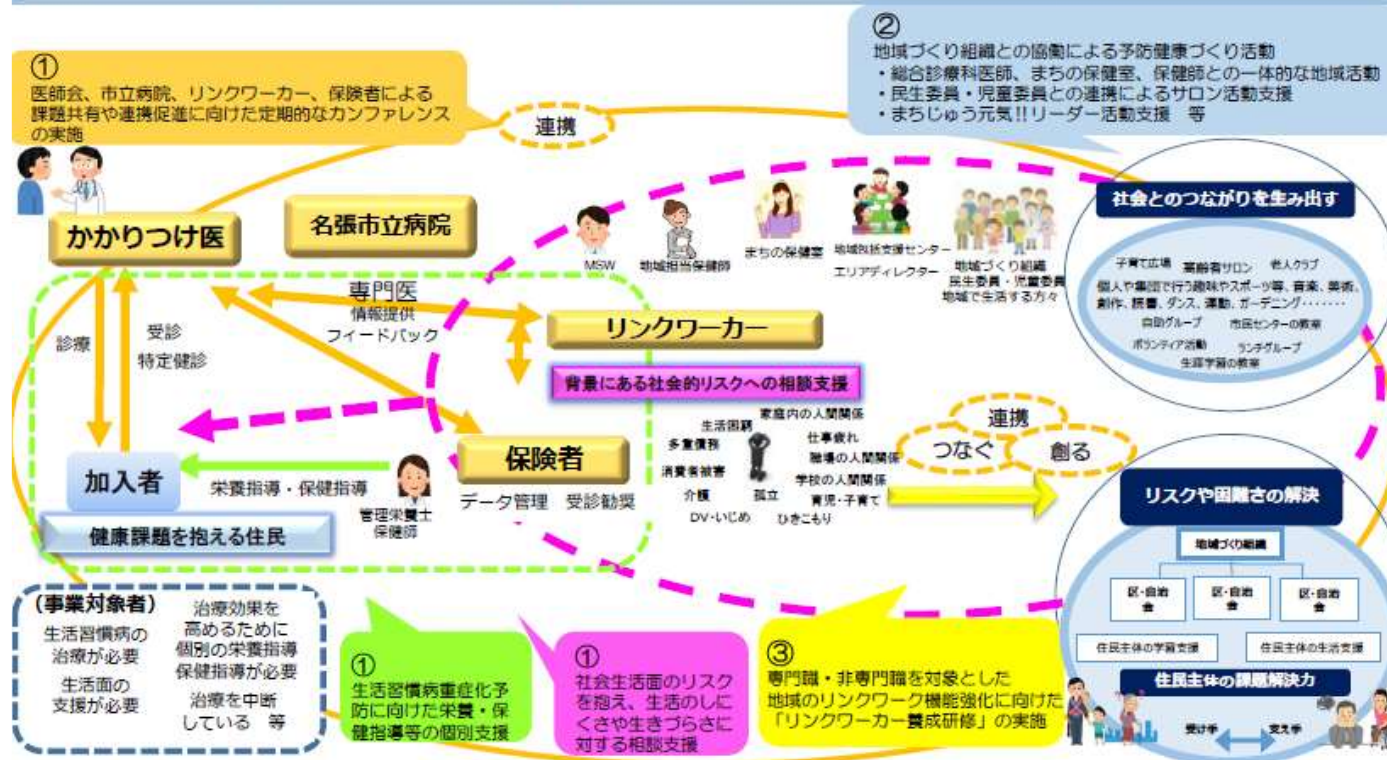 ①
医師会、市立病院、リンクワーカー、保険者による
課題共有や連携促進に向けた定期的なカンファレンス
の実施
連携
②
地域づくり組織との協働による予防健康づくり活動
・総合診療科医師、まちの保健室、保健師との一体的な地域活動
・民生委員・児童委員との連携によるサロン活動支援
・まちじゅう元気!!リーダー活動支援 等
かかりつけ医
名張市立病院
MSW
地域担当保健師
まちの保健室
地域包括支援センター
エリアディレクター
地域づくり組織
民生委員・児童委員
地域で生活する方々
社会とのつながりを生み出す
子育て広場 高齢者サロン 老人クラブ
個人や集団で行う趣味やスポーツ等、音楽、美術、
創作、読書、ダンス、運動、ガーデニング・・・・・・・
自助グループ 市民センターの教室
ボランティア活動 ランチグループ
生涯学習の教室
診療
受診
特定健診
専門医
情報提供
フィードバック
リンクワーカー
背景にある社会的リスクへの相談支援
家庭内の人間関係
生活困窮
多重債務
仕事疲れ
職場の人間関係
消費者被害
学校の人間関係
介護
孤立
育児・子育て
DV・いじめ
ひきこもり
連携
つなぐ
創る
保険者
データ管理 受診勧奨
加入者
栄養指導・保健指導
管理栄養士
保健師
健康課題を抱える住民
リスクや困難さの解決
地域づくり組織
区・自治
会
区・自治
会
区・自治
会
住民主体の学習支援
住民主体の生活支援
住民主体の課題解決力
受け手
支え手
(事業対象者)
生活習慣病の
治療が必要
生活面の
支援が必要
治療効果を
高めるために
個別の栄養指導
保健指導が必要
治療を中断
している 等
①
生活習慣病重症化予
防に向けた栄養・保
健指導等の個別支援
①
社会生活面のリスク
を抱え、生活のしに
くさや生きづらさに
対する相談支援
③
専門職・非専門職を対象とした
地域のリンクワーク機能強化に向けた
「リンクワーカー養成研修」の実施